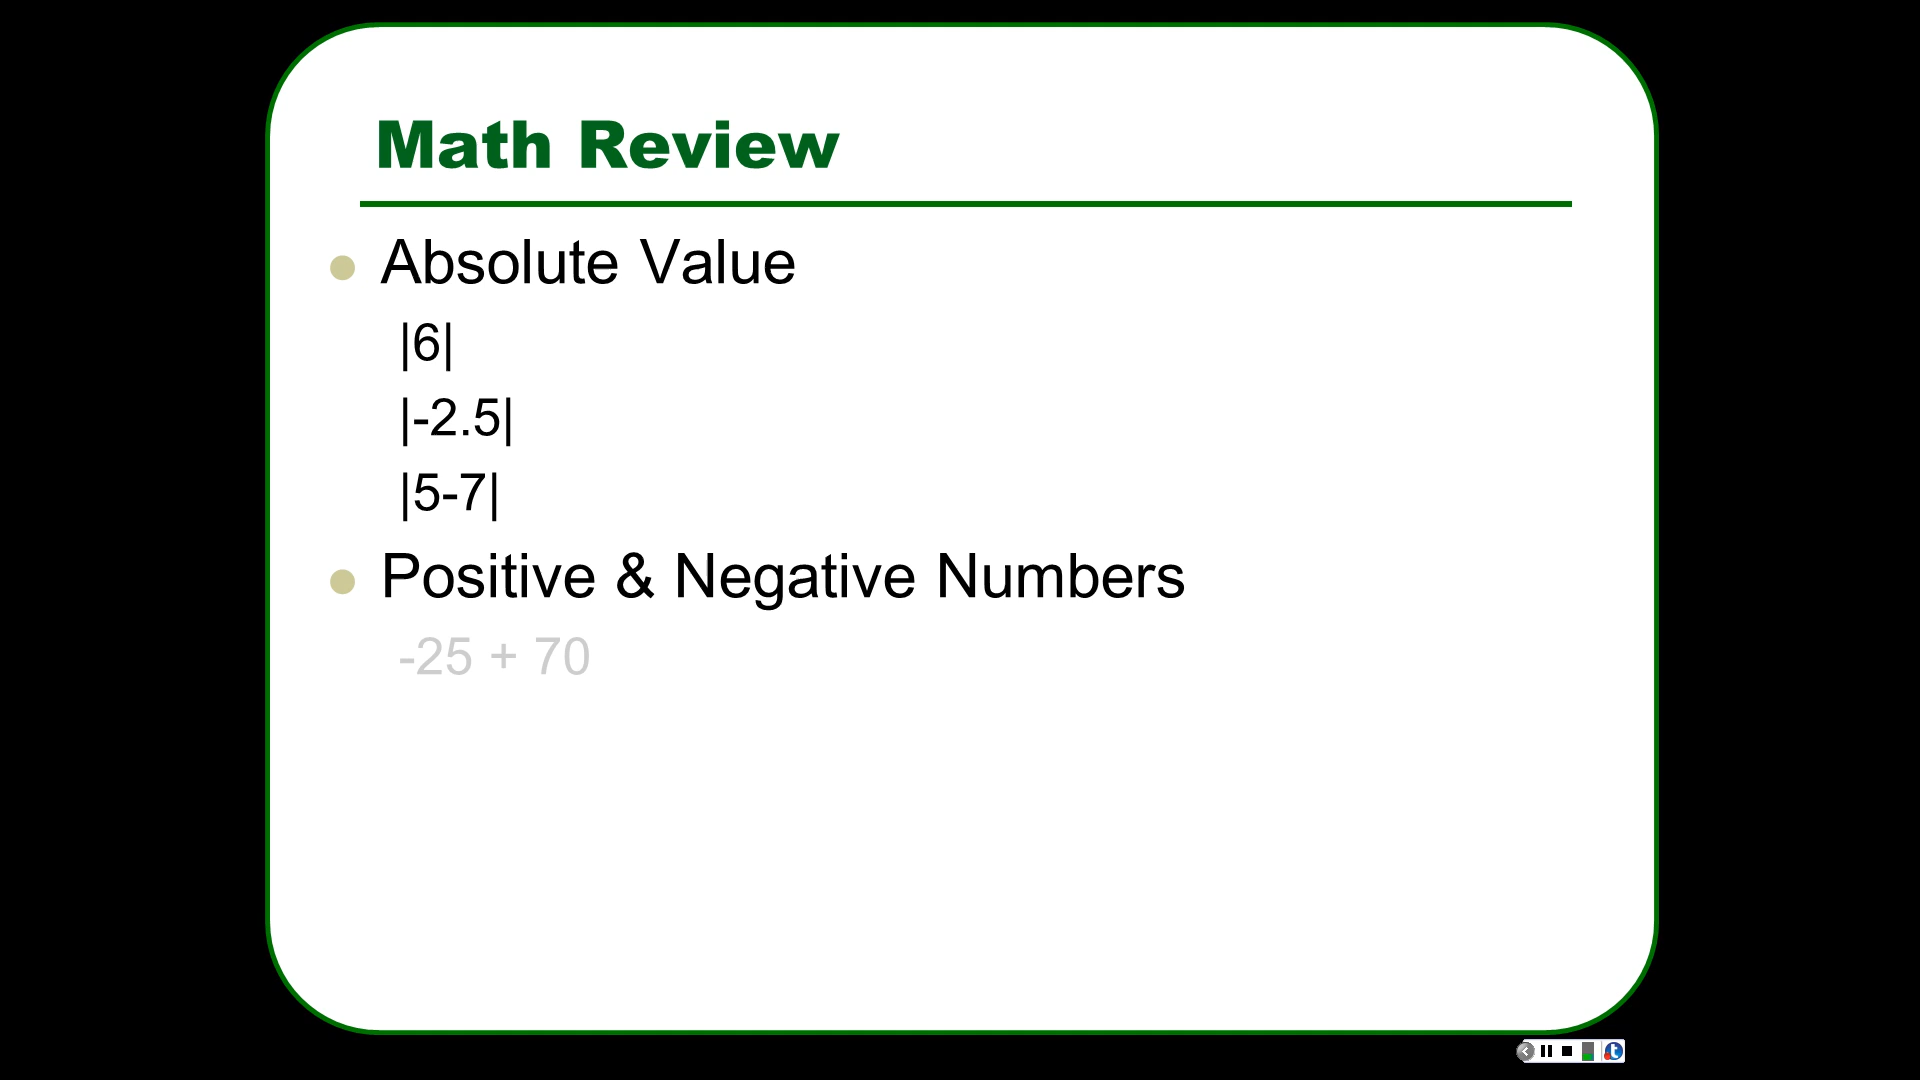 Math Review
Absolute Value
|6|
|-2.5|
|5-7|
Positive & Negative Numbers
-25 + 70